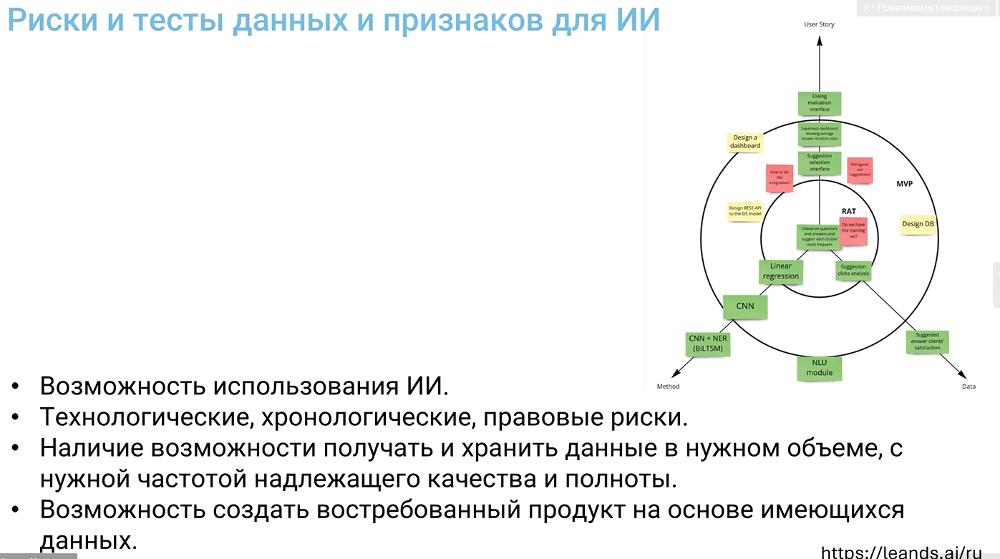 Показывать говорящего
Риски и тесты данных и признаков для ИИ
User Story
Dialog
evaluation
interface
Supervisor dashboard
showing average
answer duration stats
Design a
dashboard
Suggestion
selection
interface
Will agents
use
suggestions?
How to do
the
integration?
MVP
Design REST API
to the DS model
RAT
Design DB
Clasterize questions
and answers and
suggest each cluster
most frequent
Do we have
the training
set?
Linear
regression
Suggestion
clicks analysis
CNN
CNN + NER
(BiLTSM)
Suggested
answer clients'
satisfaction
NLU
module
Method
Data
• Возможность использования ИИ.
• Технологические, хронологические, правовые риски.
• Наличие возможности получать и хранить данные в нужном объеме, с
нужной частотой надлежащего качества и полноты.
• Возможность создать востребованный продукт на основе имеющихся
данных.
https://leands.ai/ru